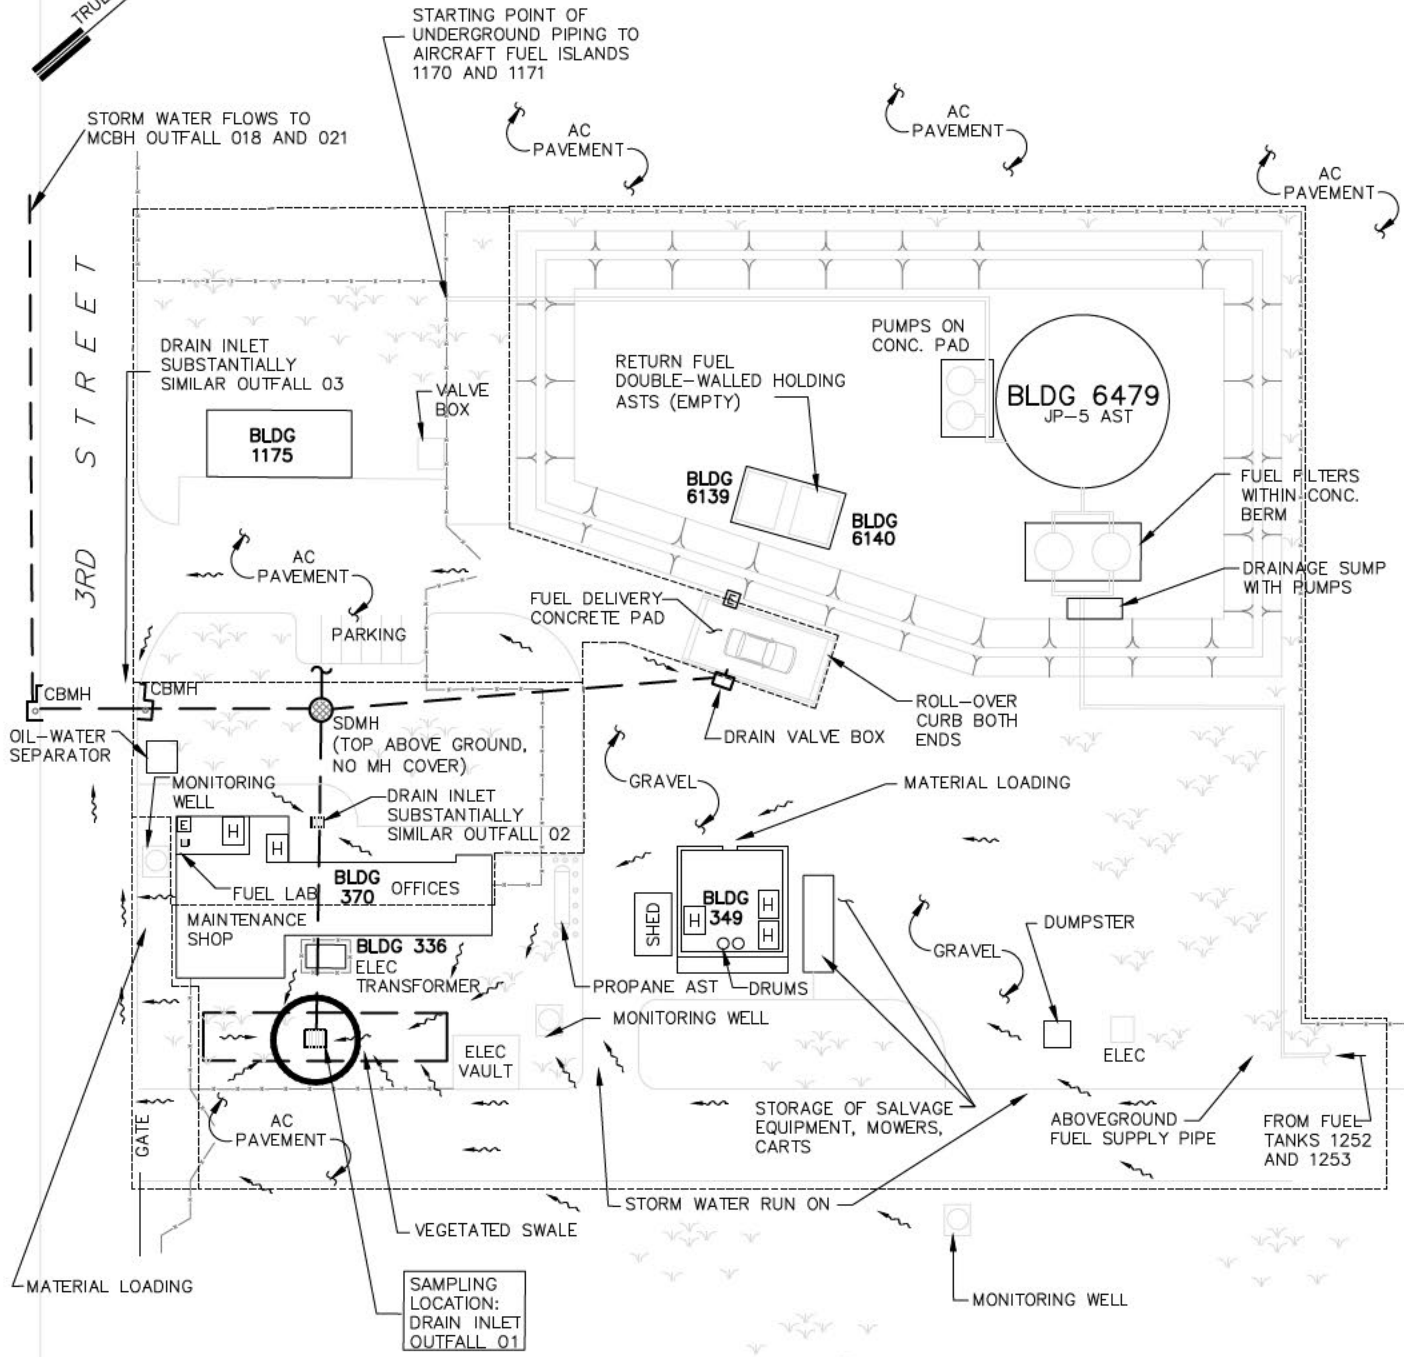 TRUE
STARTING POINT OF
UNDERGROUND PIPING TO
AIRCRAFT FUEL ISLANDS
1170 AND 1171
STORM WATER FLOWS TO
MCBH OUTFALL 018 AND 021
AC
PAVEMENT
AC
PAVEMENT
AC
PAVEMENT
3RD STREET
DRAIN INLET
SUBSTANTIALLY
SIMILAR OUTFALL 03
VALVE
BOX
BLDG
1175
RETURN FUEL
DOUBLE-WALLED HOLDING
ASTS (EMPTY)
PUMPS ON
CONC. PAD
BLDG 6479
JP-5 AST
BLDG
6139
BLDG
6140
FUEL FILTERS
WITHIN CONC.
BERM
DRAINAGE SUMP
WITH PUMPS
AC
PAVEMENT
PARKING
FUEL DELIVERY
CONCRETE PAD
E
ROLL-OVER
CURB BOTH
ENDS
DRAIN VALVE BOX
CBMH
CBMH
SDMH
(TOP ABOVE GROUND,
NO MH COVER)
OIL-WATER
SEPARATOR
MONITORING
WELL
DRAIN INLET
SUBSTANTIALLY
SIMILAR OUTFALL 02
GRAVEL
MATERIAL LOADING
E
H
H
FUEL LAB
BLDG
370
OFFICES
MAINTENANCE
SHOP
BLDG 336
ELEC
TRANSFORMER
SHED
BLDG
349
H
H
H
PROPANE AST
DRUMS
GRAVEL
DUMPSTER
MONITORING WELL
ELEC
VAULT
ELEC
STORAGE OF SALVAGE
EQUIPMENT, MOWERS,
CARTS
ABOVEGROUND
FUEL SUPPLY PIPE
FROM FUEL
TANKS 1252
AND 1253
GATE
AC
PAVEMENT
STORM WATER RUN ON
VEGETATED SWALE
MATERIAL LOADING
SAMPLING
LOCATION:
DRAIN INLET
OUTFALL 01
MONITORING WELL